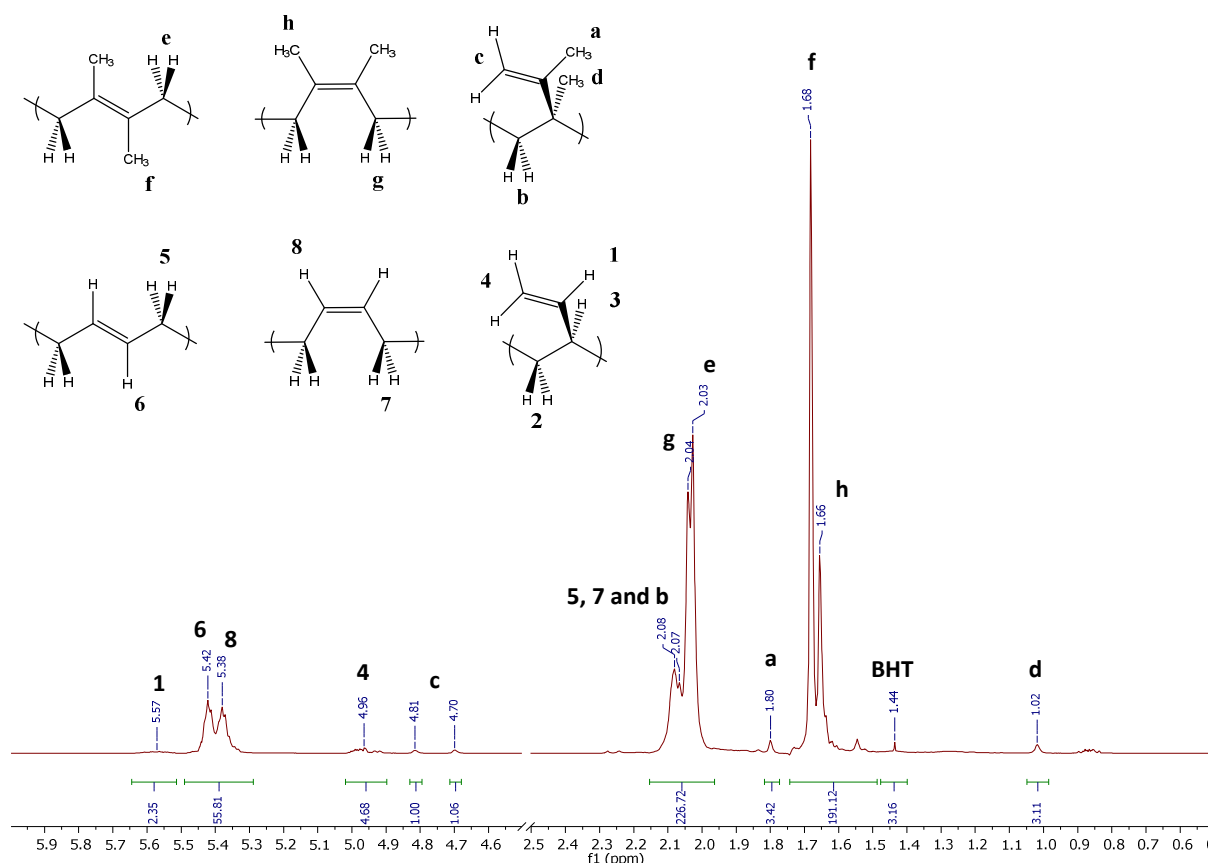 e
h
a
H H
CH₃
H₃C
CH₃
H
c
CH₃
d
CH₃
H
H H
CH₃
H H
H H
H H
f
g
b
5
8
1
H
H H
H
H
H
H
4
H
3
H
H H
H
H H
H H
H H
6
7
2
f
1.68
e
2.03
g
2.04
h
1.66
5, 7 and b
2.08
2.07
6
8
5.42
5.38
1
5.57
4
4.96
c
4.81
4.70
a
1.80
BHT
1.44
d
1.02
2.35
55.81
4.68
1.00
1.06
226.72
3.42
191.12
3.16
3.11
5.9 5.8 5.7 5.6 5.5 5.4 5.3 5.2 5.1 5.0 4.9 4.8 4.7 4.6 2.5 2.4 2.3 2.2 2.1 2.0 1.9 1.8 1.7 1.6 1.5 1.4 1.3 1.2 1.1 1.0 0.9 0.8 0.7 0.6
f1 (ppm)